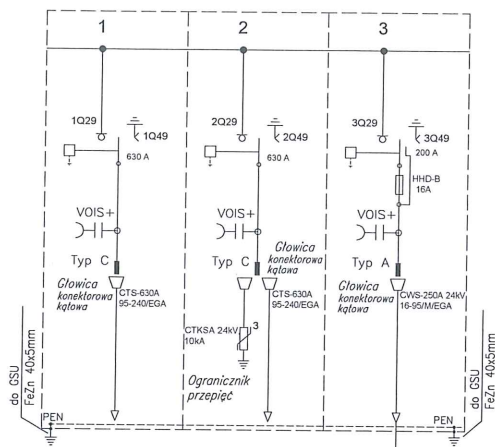 1
2
3
1Q29
1Q49
2Q29
2Q49
3Q29
3Q49
630 A
630 A
200 A
HHD-B
16A
VOIS+
VOIS+
VOIS+
Typ C
Typ C
Typ A
Głowica
konektorowa
kątowa
CTS-630A
95-240/EGA
Głowica
konektorowa
kątowa
CTS-630A
95-240/EGA
Głowica
konektorowa
kątowa
CWS-250A 24kV
16-95/M/EGA
CTKSA 24kV
10kA
3
Ogranicznik
przepięć
do GSU
FeZn 40x5mm
PEN
PEN
do GSU
FeZn 40x5mm